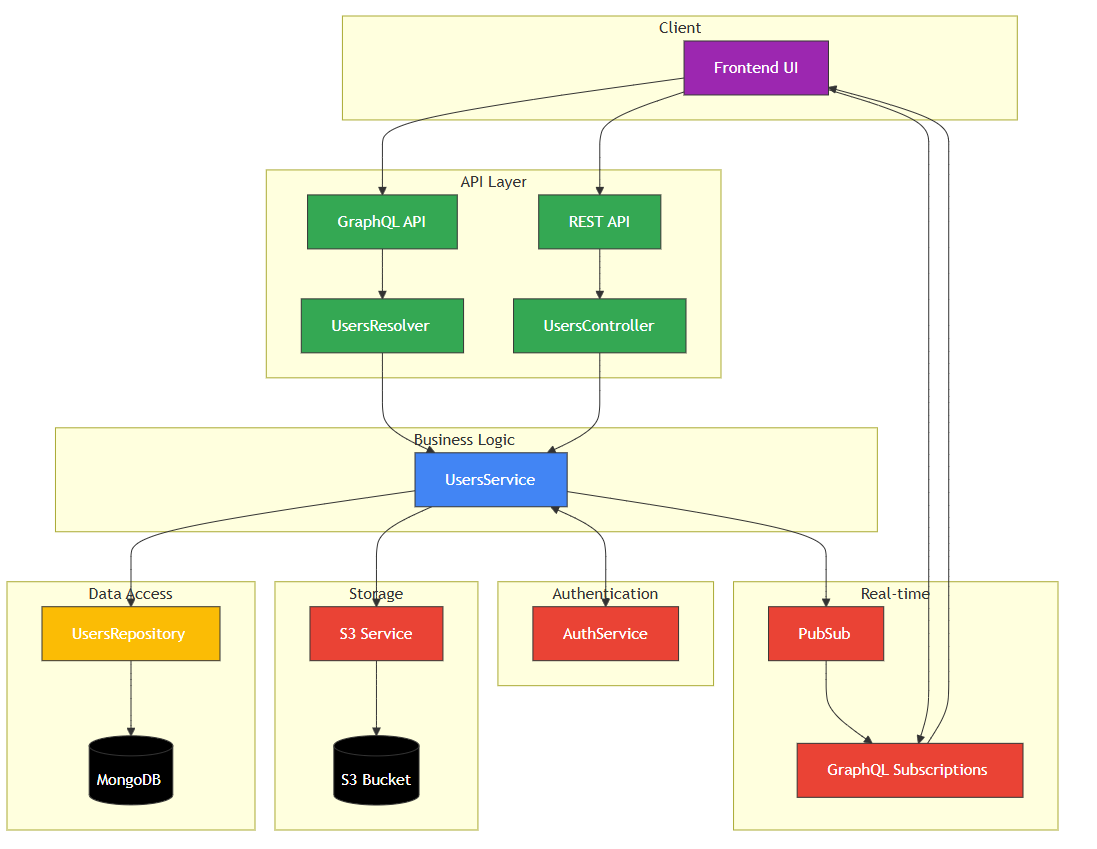 Client
Frontend UI
API Layer
GraphQL API
REST API
UsersResolver
UsersController
Business Logic
UsersService
Data Access
Storage
Authentication
Real-time
UsersRepository
S3 Service
AuthService
PubSub
MongoDB
S3 Bucket
GraphQL Subscriptions